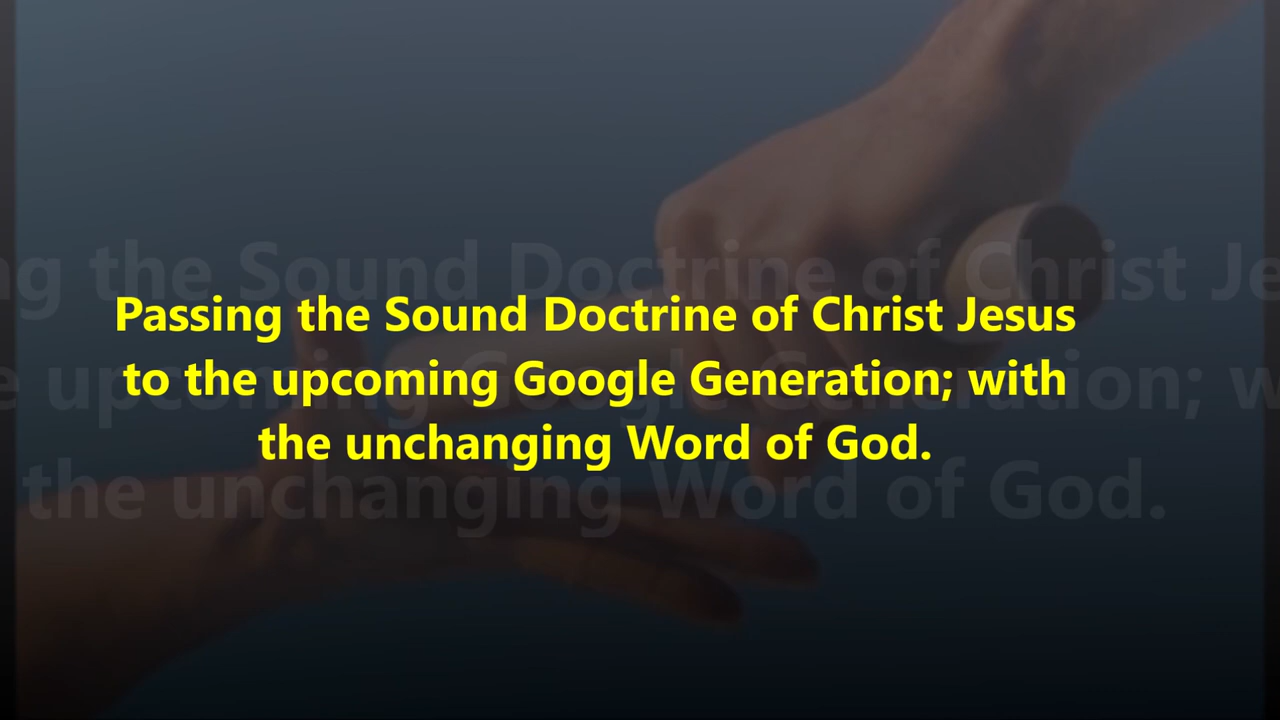 Passing the Sound Doctrine of Christ Jesus
to the upcoming Google Generation; with
the unchanging Word of God.